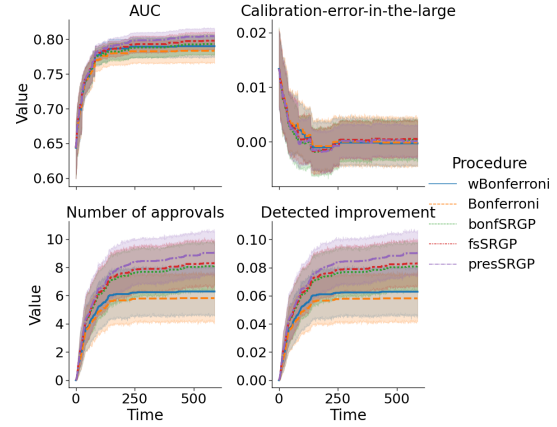 AUC
Calibration-error-in-the-large
Value
0.80
0.75
0.70
0.65
0.60
0.02
0.01
0.00
Procedure
wBonferroni
Bonferroni
bonfSRGP
fsSRGP
presSRGP
Number of approvals
Detected improvement
Value
10
8
6
4
2
0
0.10
0.08
0.06
0.04
0.02
0.00
0 250 500
0 250 500
Time
Time